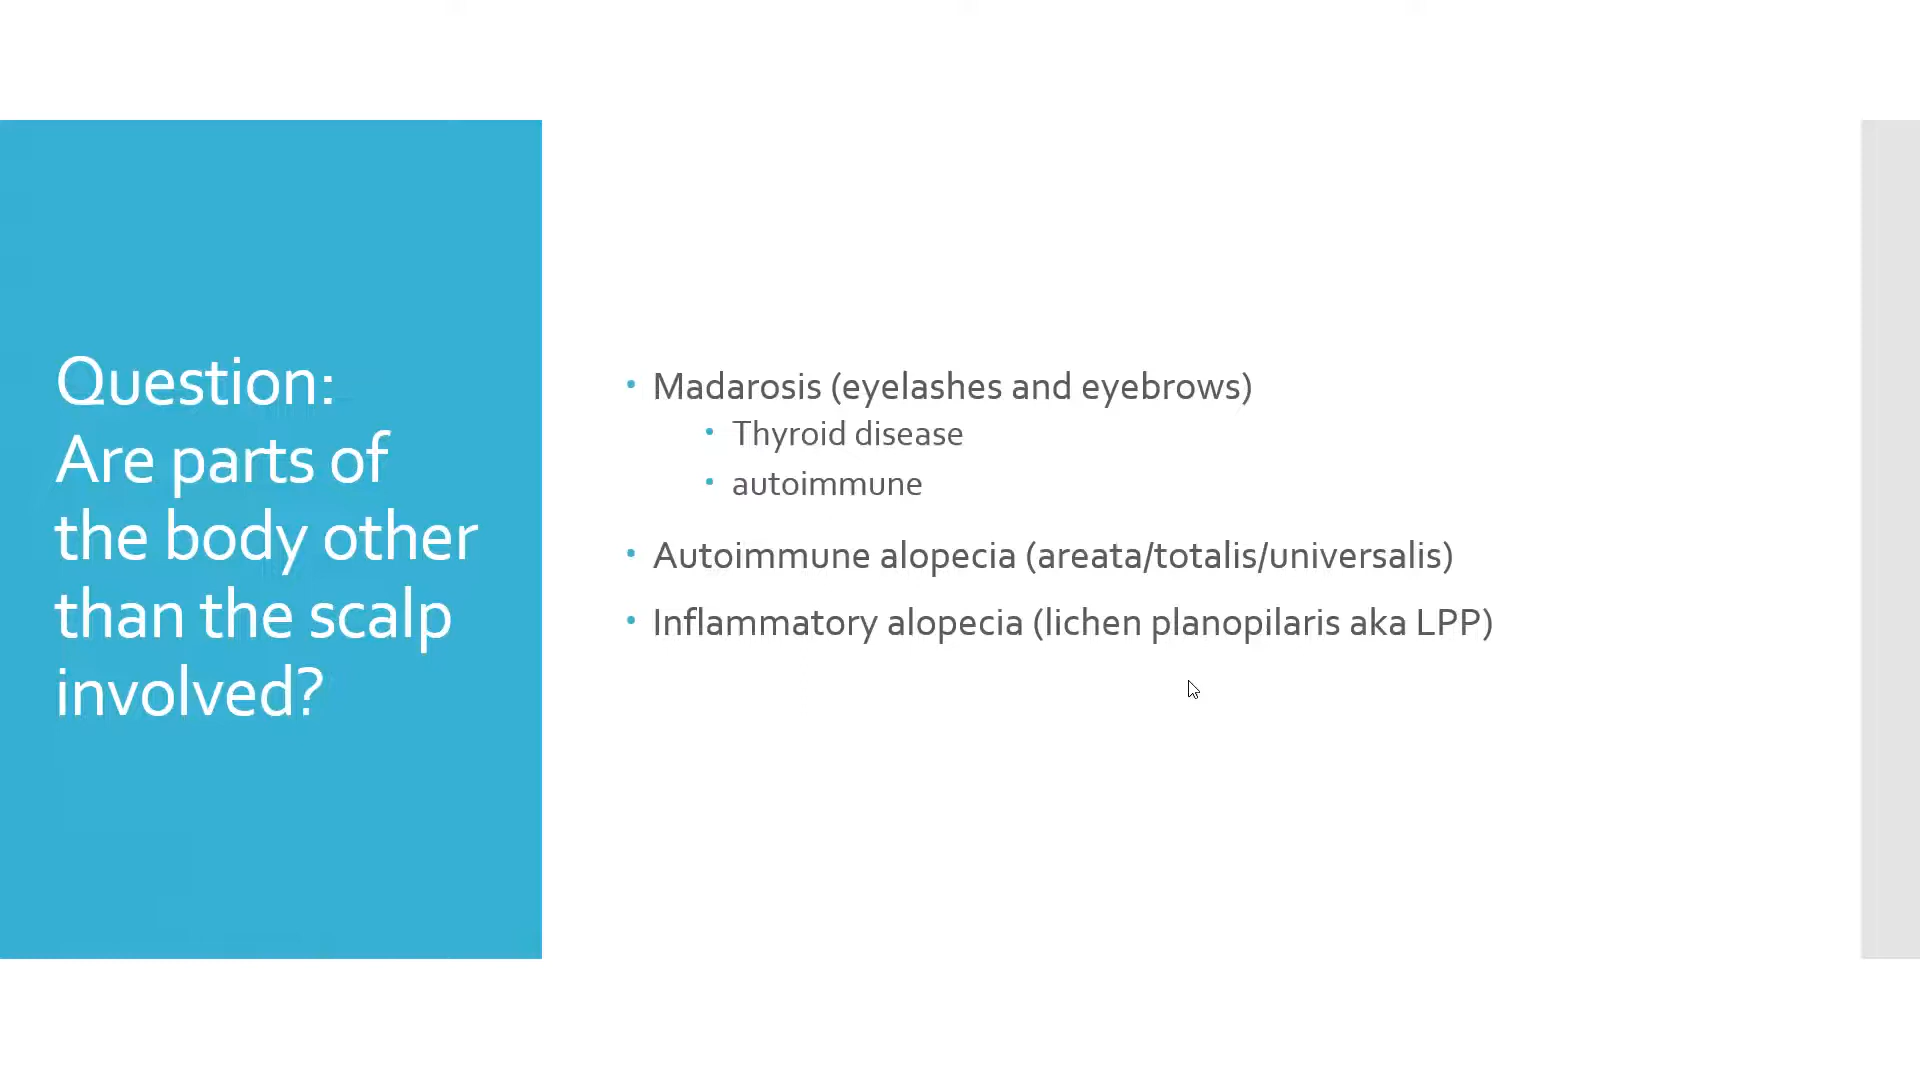 Question:
Are parts of
the body other
than the scalp
involved?
• Madarosis (eyelashes and eyebrows)
• Thyroid disease
• autoimmune
• Autoimmune alopecia (areata/totalis/universalis)
• Inflammatory alopecia (lichen planopilaris aka LPP)